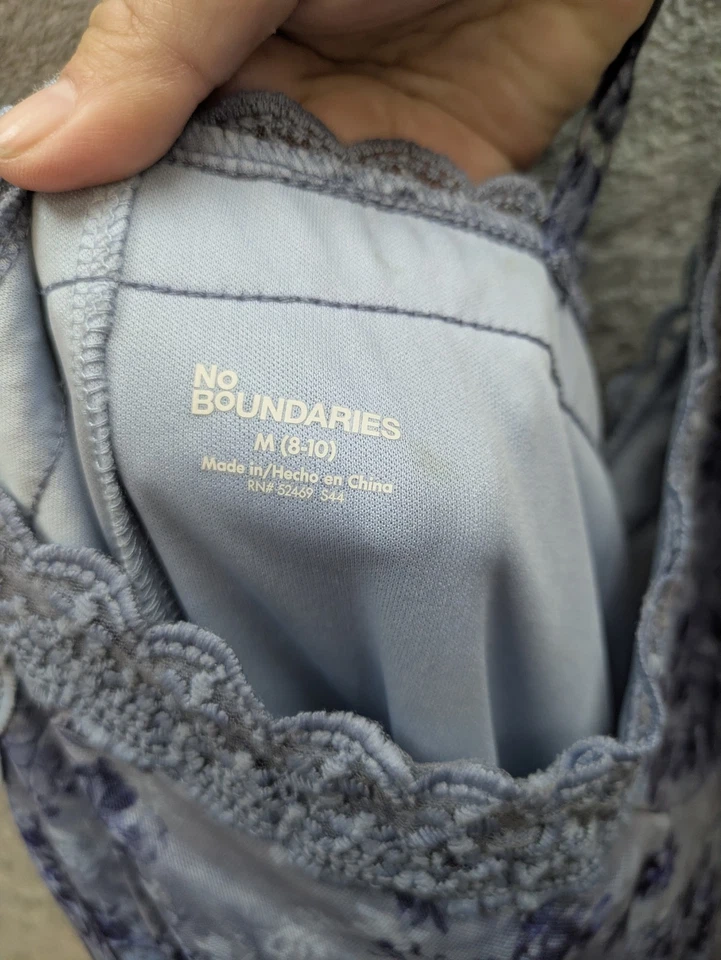 No
BOUNDARIES
M (8-10)
Made in/Hecho en China
RN# 52469 S44